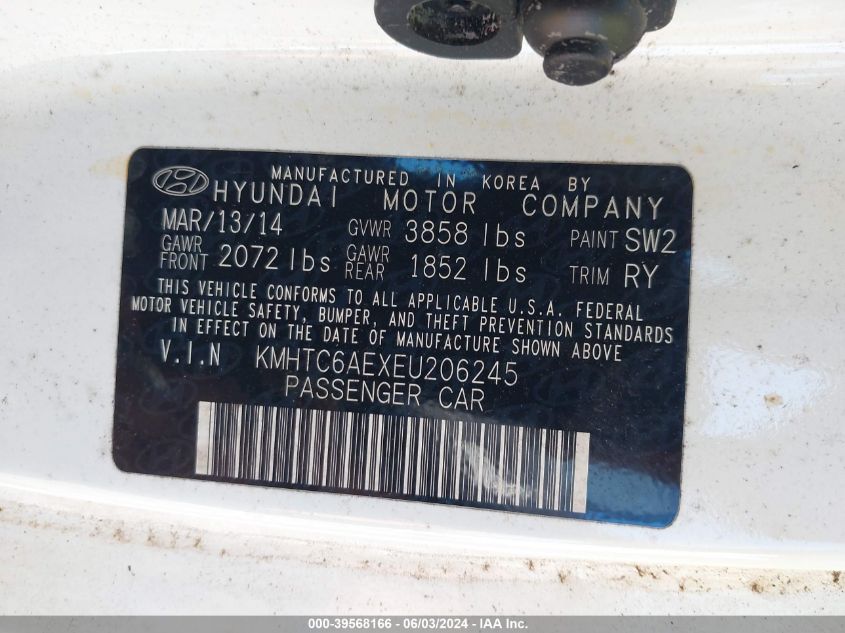 MANUFACTURED IN KOREA BY
HYUNDAI MOTOR COMPANY
MAR/13/14 GVWR 3858 lbs PAINT SW2
GAWR FRONT 2072 lbs GAWR REAR 1852 lbs TRIM RY
THIS VEHICLE CONFORMS TO ALL APPLICABLE U.S.A. FEDERAL
MOTOR VEHICLE SAFETY, BUMPER, AND THEFT PREVENTION STANDARDS
IN EFFECT ON THE DATE OF MANUFACTURE SHOWN ABOVE.
V.I.N KMHTC6AEXEU206245
PASSENGER CAR
000-39568166 - 06/03/2024 - IAA Inc.